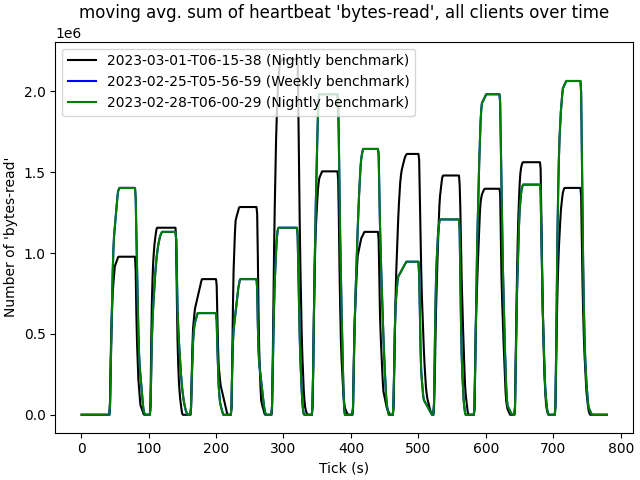 moving avg. sum of heartbeat 'bytes-read', all clients over time
1e6
2023-03-01-T06-15-38 (Nightly benchmark)
2023-02-25-T05-56-59 (Weekly benchmark)
2023-02-28-T06-00-29 (Nightly benchmark)
2.0
1.5
1.0
0.5
0.0
Number of 'bytes-read'
0 100 200 300 400 500 600 700 800
Tick (s)